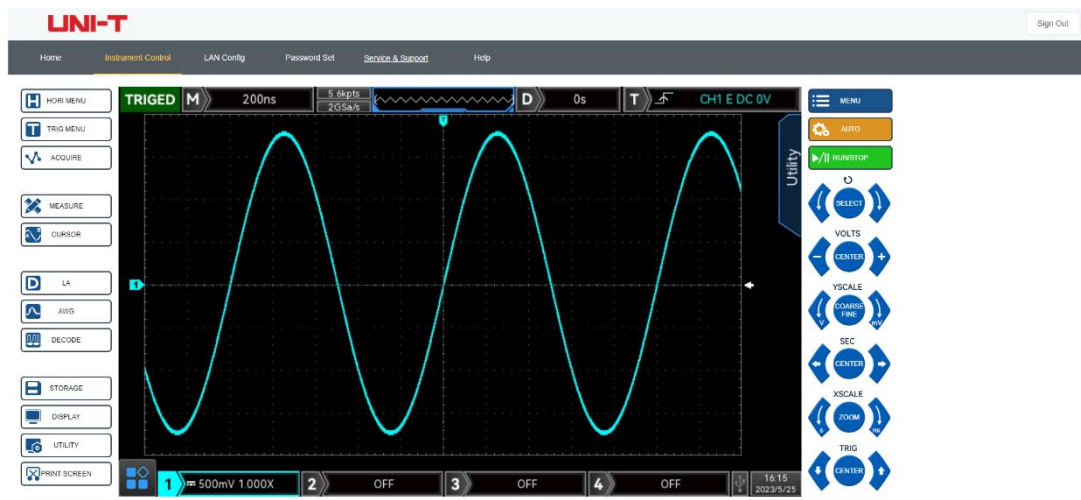 UNI-T
Sign Out
Home Instrument Control LAN Config Password Set Service & Support Help
HORI MENU
TRIG MENU
ACQUIRE
MEASURE
CURSOR
LA
AWG
DECODE
STORAGE
DISPLAY
UTILITY
PRINT SCREEN
TRIGED M 200ns 5.6kpts D 0s T CH1 E DC 0V
2GSa/s
T
Utility
1
1 500mV 1.000X 2 OFF 3 OFF 4 OFF 16:15
2023/5/25
MENU
AUTO
RUN/STOP
SELECT
VOLTS
− CENTER +
YSCALE
COARSE
FINE
V mV
SEC
CENTER
XSCALE
ZOOM
s ns
TRIG
CENTER